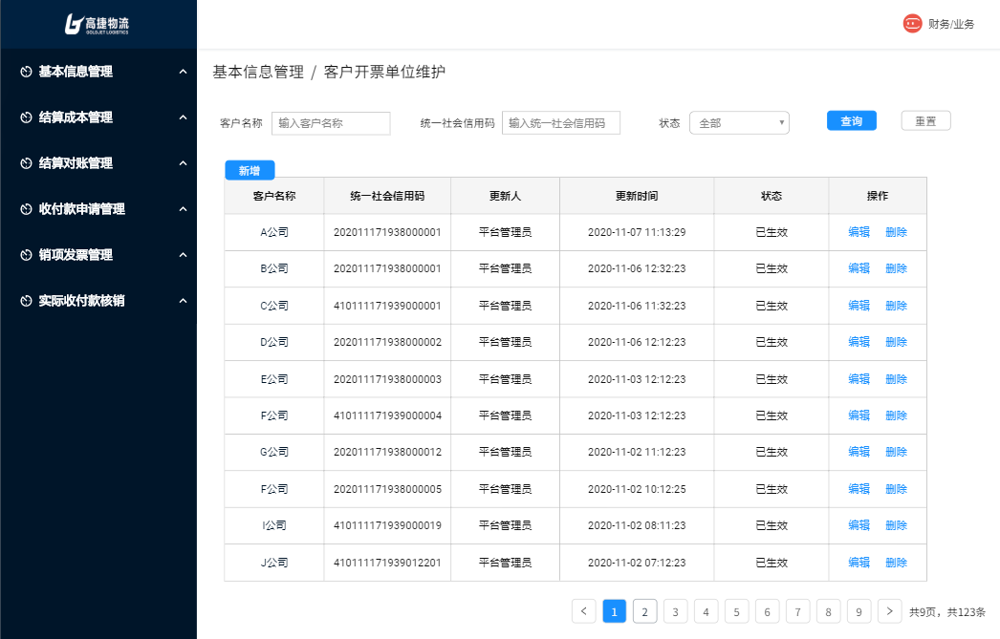 高捷物流
GOLDJET LOGISTICS
财务/业务
基本信息管理
结算成本管理
结算对账管理
收付款申请管理
销项发票管理
实际收付款核销
基本信息管理 / 客户开票单位维护
客户名称 输入客户名称 统一社会信用码 输入统一社会信用码 状态 全部 查询 重置
新增
客户名称 统一社会信用码 更新人 更新时间 状态 操作
A公司 202011171938000001 平台管理员 2020-11-07 11:13:29 已生效 编辑 删除
B公司 202011171938000001 平台管理员 2020-11-06 12:32:23 已生效 编辑 删除
C公司 410111171939000001 平台管理员 2020-11-06 11:32:23 已生效 编辑 删除
D公司 202011171938000002 平台管理员 2020-11-06 12:12:23 已生效 编辑 删除
E公司 202011171938000003 平台管理员 2020-11-03 12:12:23 已生效 编辑 删除
F公司 410111171939000004 平台管理员 2020-11-03 12:12:23 已生效 编辑 删除
G公司 202011171938000012 平台管理员 2020-11-02 11:12:23 已生效 编辑 删除
F公司 202011171938000005 平台管理员 2020-11-02 10:12:25 已生效 编辑 删除
I公司 410111171939000019 平台管理员 2020-11-02 08:11:23 已生效 编辑 删除
J公司 410111171939012201 平台管理员 2020-11-02 07:12:23 已生效 编辑 删除
< 1 2 3 4 5 6 7 8 9 > 共9页，共123条